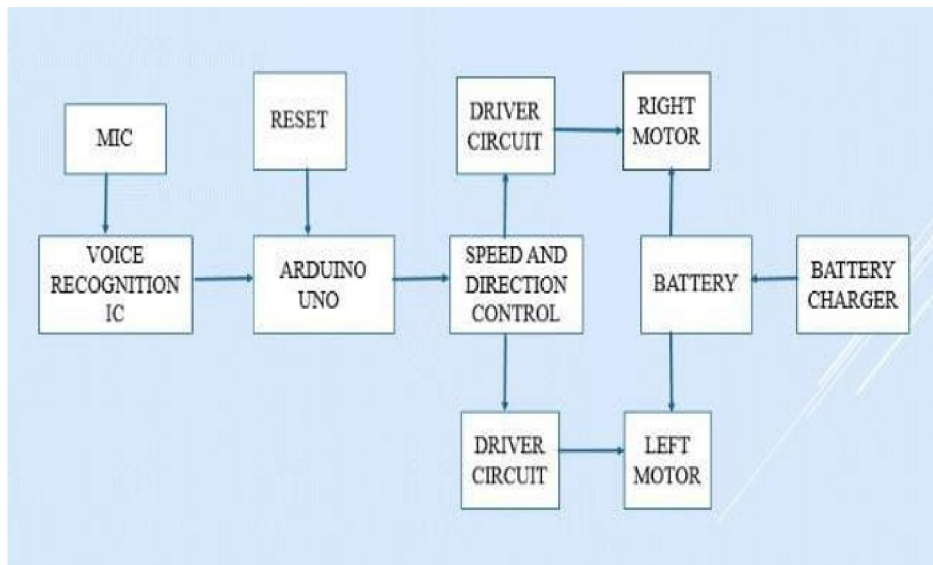 MIC
RESET
DRIVER
CIRCUIT
RIGHT
MOTOR
VOICE
RECOGNITION
IC
ARDUINO
UNO
SPEED AND
DIRECTION
CONTROL
BATTERY
BATTERY
CHARGER
DRIVER
CIRCUIT
LEFT
MOTOR